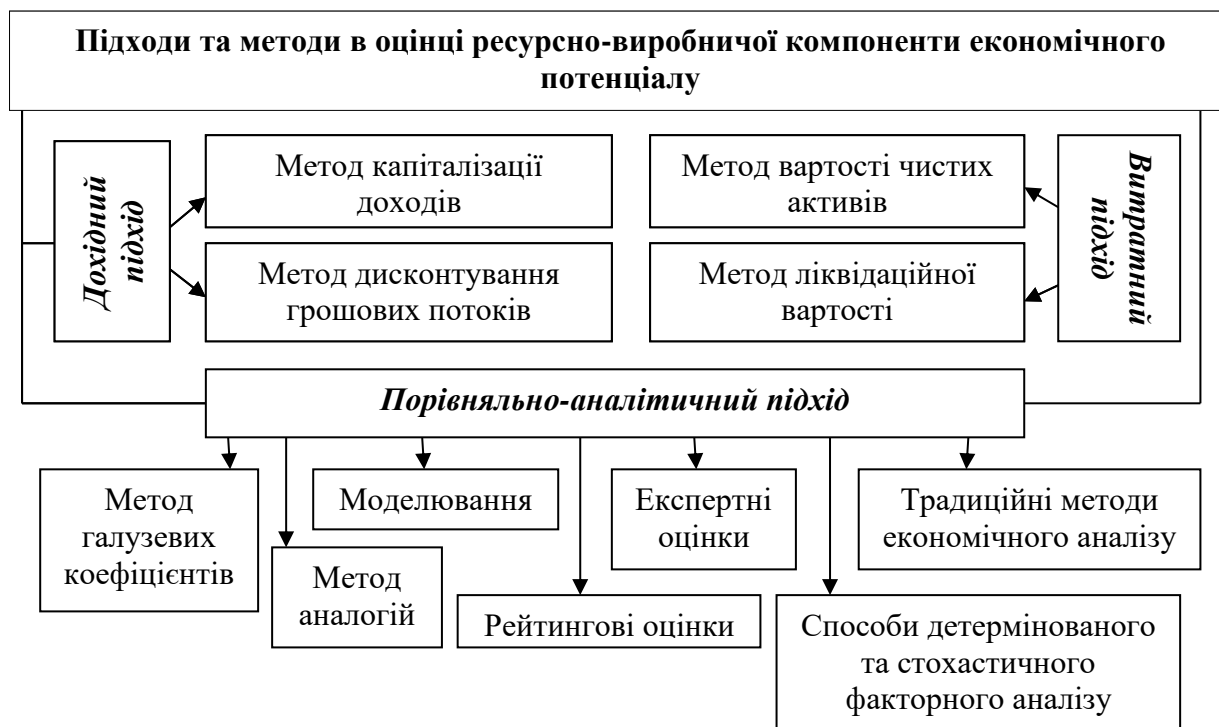 Підходи та методи в оцінці ресурсно-виробничої компоненти економічного
потенціалу
Дохідний
підхід
Метод капіталізації
доходів
Метод вартості чистих
активів
Витратний
підхід
Метод дисконтування
грошових потоків
Метод ліквідаційної
вартості
Порівняльно-аналітичний підхід
Метод
галузевих
коефіцієнтів
Метод
аналогій
Моделювання
Рейтингові оцінки
Експертні
оцінки
Способи детермінованого
та стохастичного
факторного аналізу
Традиційні методи
економічного аналізу